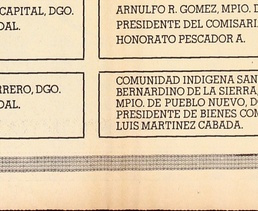 CAPITAL, DGO.
DAL.
ARNULFO R. GOMEZ, MPIO. D
PRESIDENTE DEL COMISARI
HONORATO PESCADOR A.
RRERO, DGO.
DAL.
COMUNIDAD INDIGENA SAN
BERNARDINO DE LA SIERRA,
MPIO. DE PUEBLO NUEVO, D
PRESIDENTE DE BIENES COM
LUIS MARTINEZ CABADA.